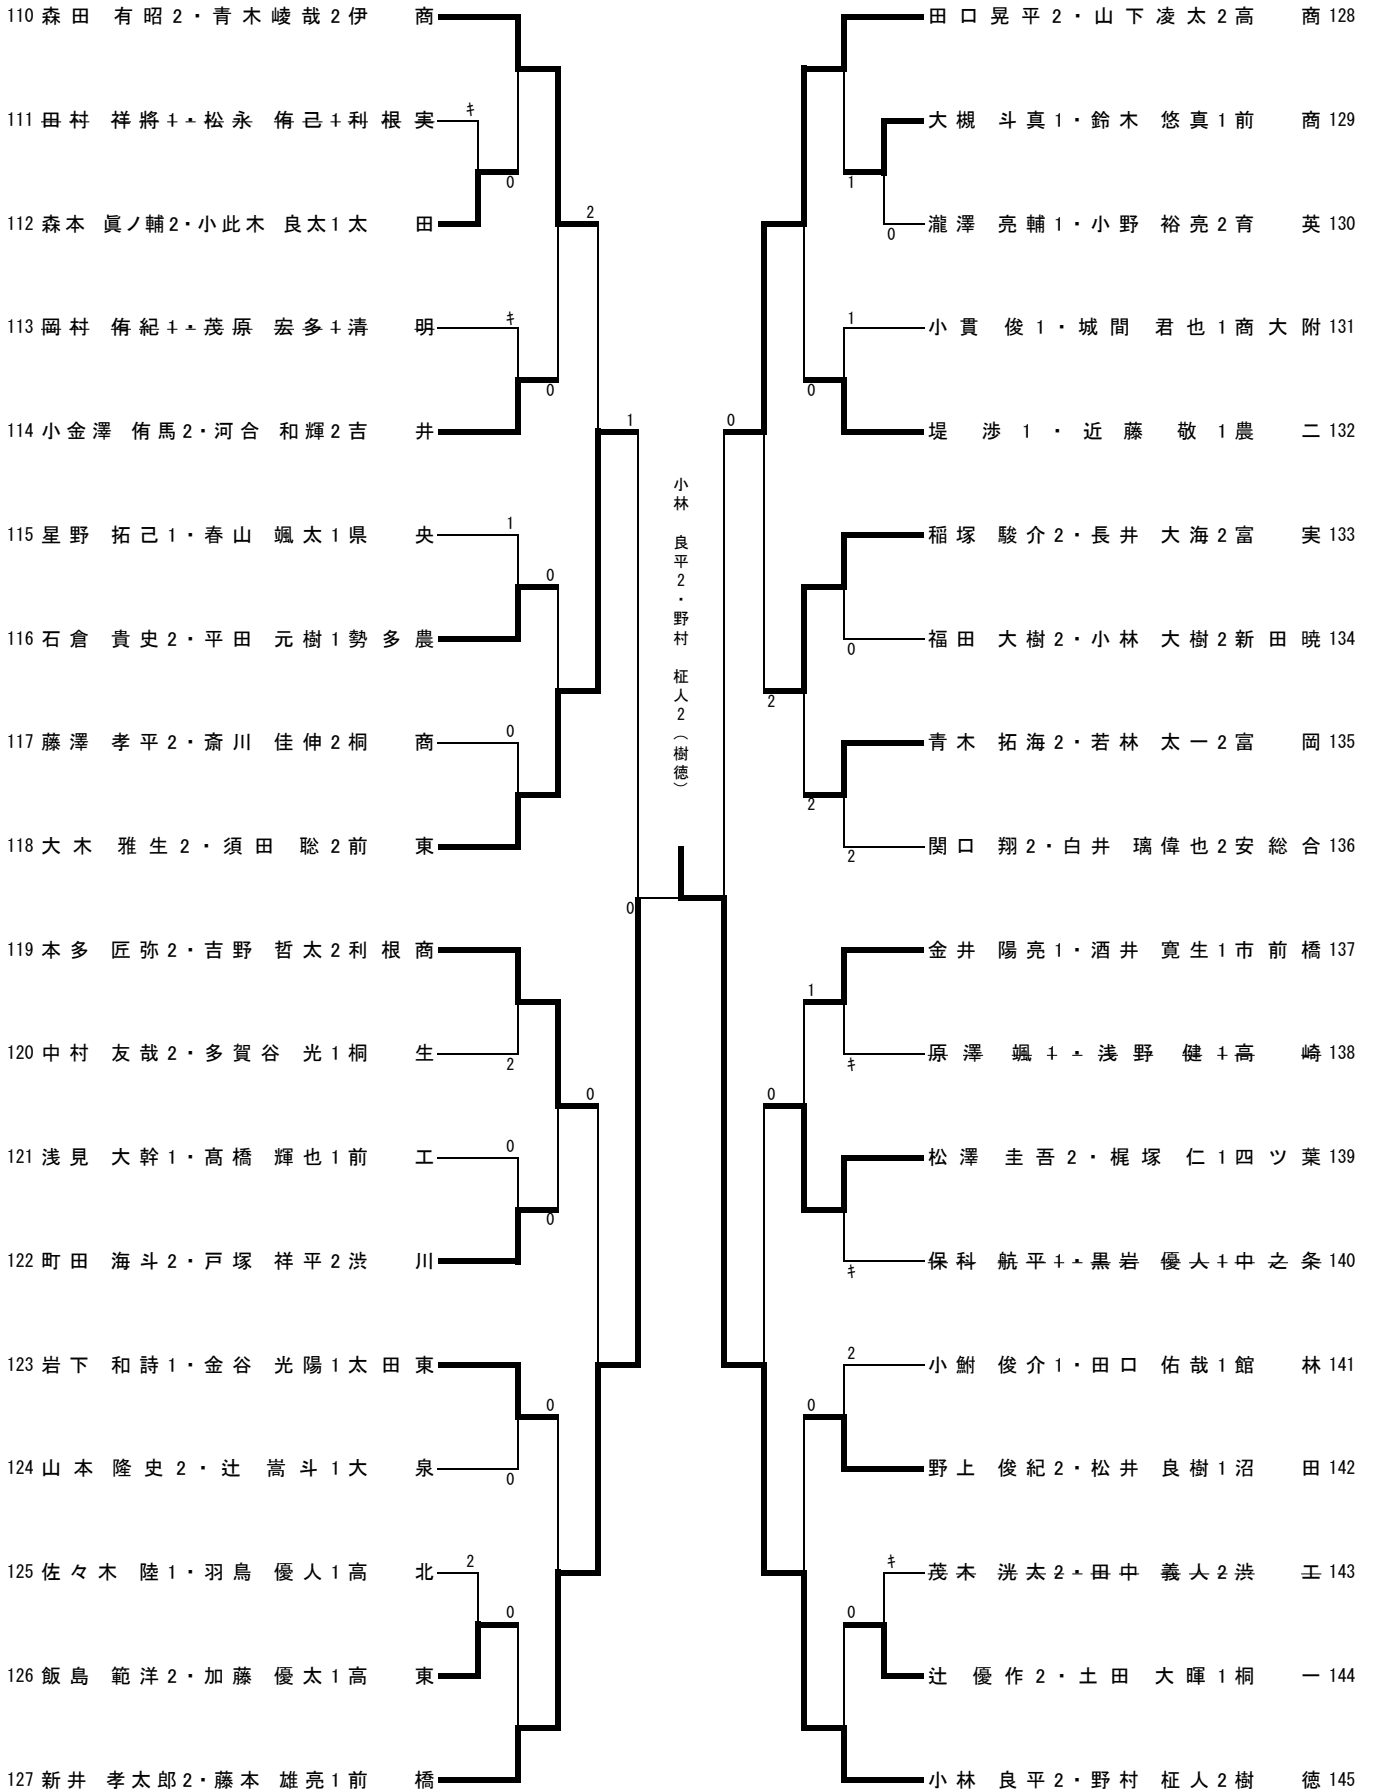 110 森田 有昭2・青木崚哉2伊 商
キ
111 田村 祥將1・松永 侑己1利根実
0
112 森本 眞ノ輔2・小此木 良太1太 田
2
キ
113 岡村 侑紀1・茂原 宏多1清 明
0
114 小金澤 侑馬2・河合 和輝2吉 井
1
1
115 星野 拓己1・春山 颯太1県 央
0
116 石倉 貴史2・平田 元樹1勢多農
0
117 藤澤 孝平2・斎川 佳伸2桐 商
118 大木 雅生2・須田 聡2前 東
0
119 本多 匠弥2・吉野 哲太2利根商
120 中村 友哉2・多賀谷 光1桐 生
2
0
0
121 浅見 大幹1・髙橋 輝也1前 工
0
122 町田 海斗2・戸塚 祥平2渋 川
123 岩下 和詩1・金谷 光陽1太田東
0
124 山本 隆史2・辻 嵩斗1大 泉
0
2
125 佐々木 陸1・羽鳥 優人1高 北
0
126 飯島 範洋2・加藤 優太1高 東
127 新井 孝太郎2・藤本 雄亮1前 橋
小林 良平2・野村 柾人2（樹徳）
田口晃平2・山下凌太2高 商 128
大槻 斗真1・鈴木 悠真1前 商 129
1
瀧澤 亮輔1・小野 裕亮2育 英 130
0
1
小貫 俊1・城間 君也1商大附 131
0
0
堤 渉1・近藤 敬1農 二 132
稲塚 駿介2・長井 大海2富 実 133
福田 大樹2・小林 大樹2新田暁 134
0
2
青木 拓海2・若林 太一2富 岡 135
2
関口 翔2・白井 璃偉也2安総合 136
2
金井 陽亮1・酒井 寛生1市前橋 137
1
原澤 颯1・浅野 健1高 崎 138
キ
0
松澤 圭吾2・梶塚 仁1四ツ葉 139
保科 航平1・黒岩 優人1中之条 140
キ
2
小鮒 俊介1・田口 佑哉1館 林 141
0
野上 俊紀2・松井 良樹1沼 田 142
キ
茂木 洸太2・田中 義人2渋 工 143
0
辻 優作2・土田 大暉1桐 一 144
小林 良平2・野村 柾人2樹 徳 145